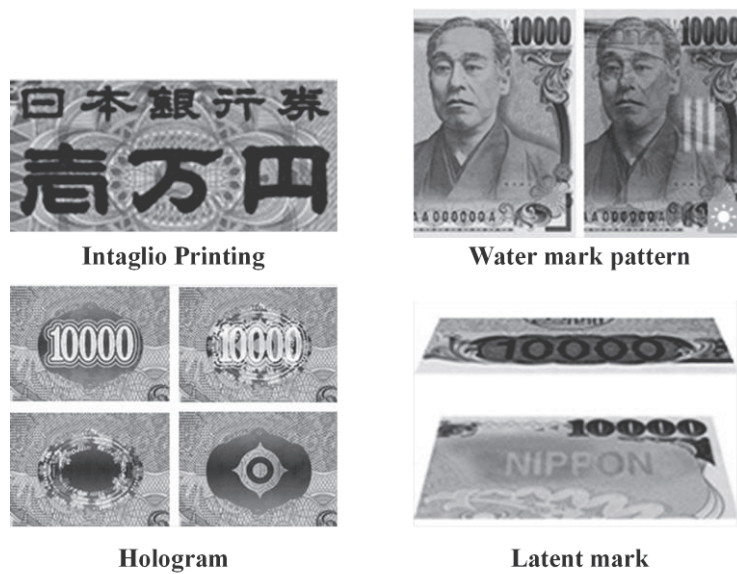 10000 10000
日本銀行券
壱万円
AA000000A A000000A
Intaglio Printing Water mark pattern
10000 10000
10000
10000
NIPPON
Hologram Latent mark